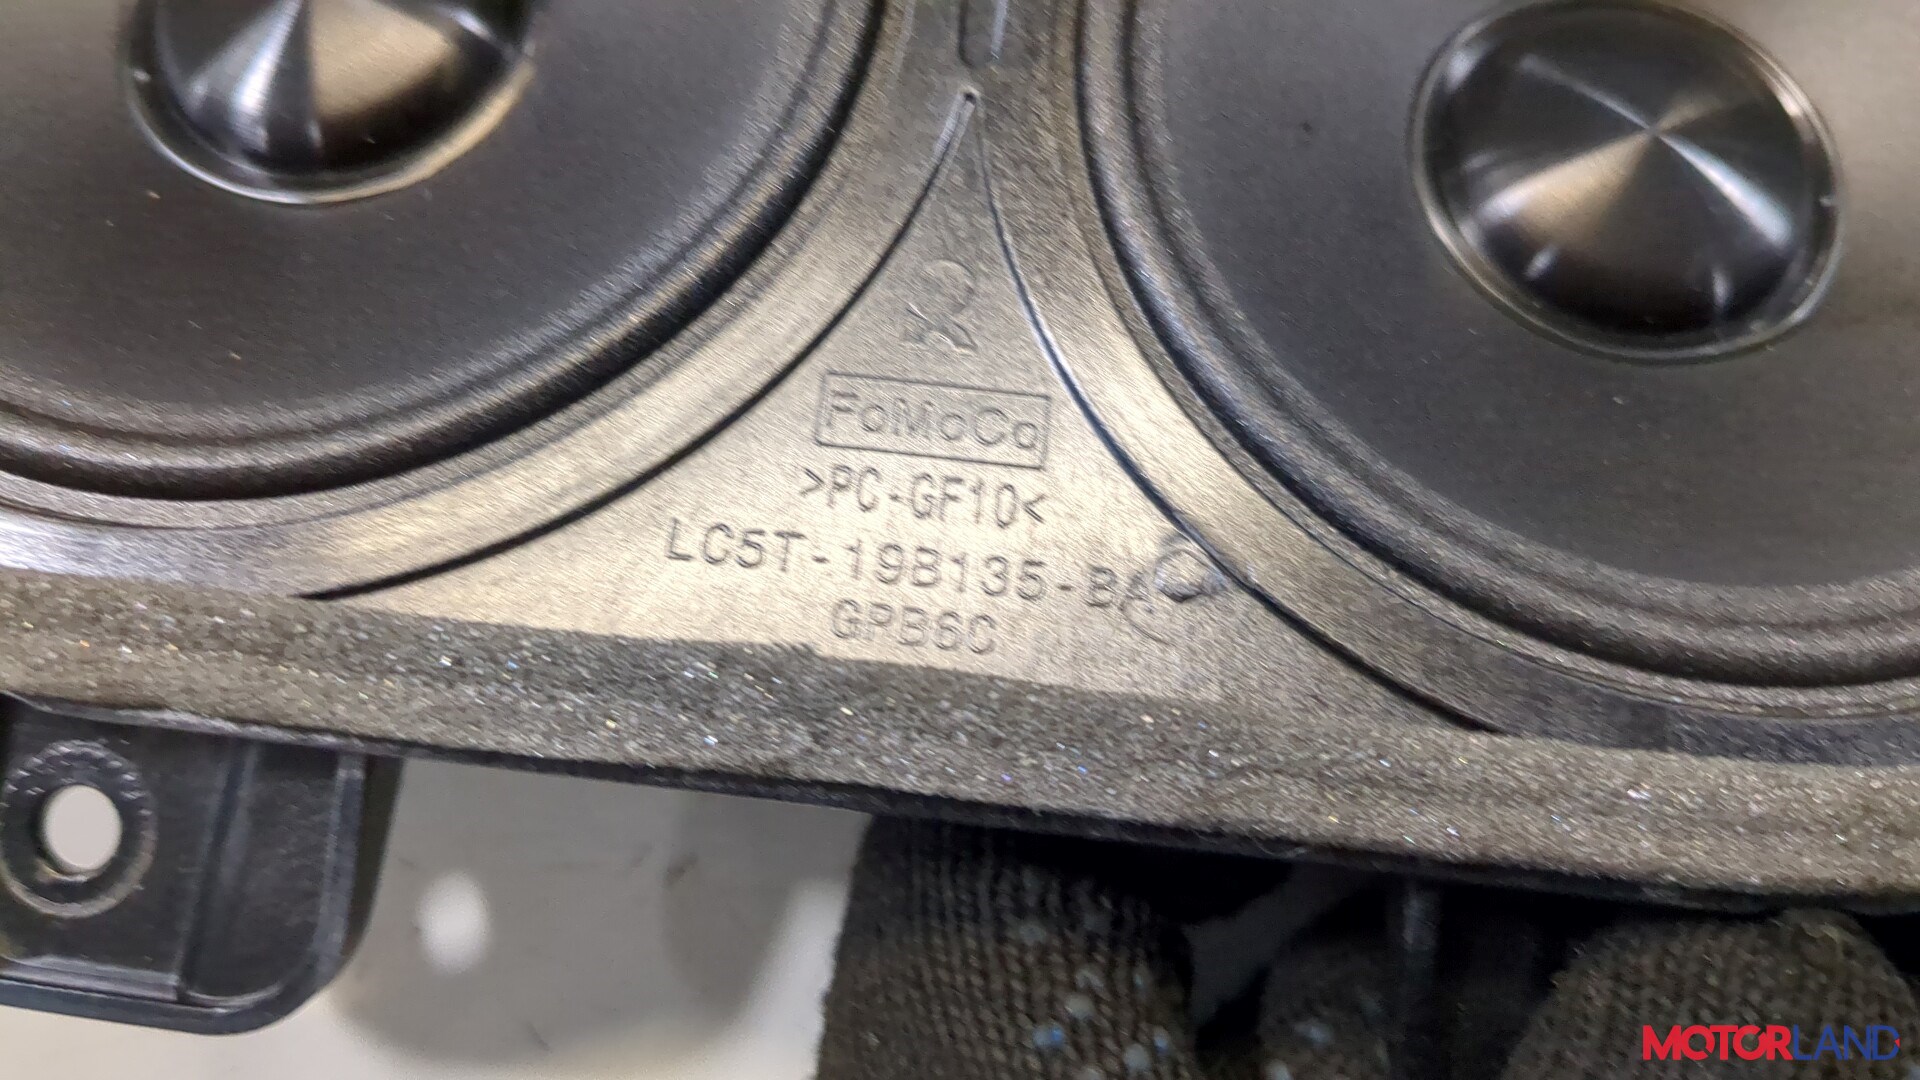 FoMoCo
>PC-GF10<
LC5T-19B135-BA
GPB6C
MOTORLAND